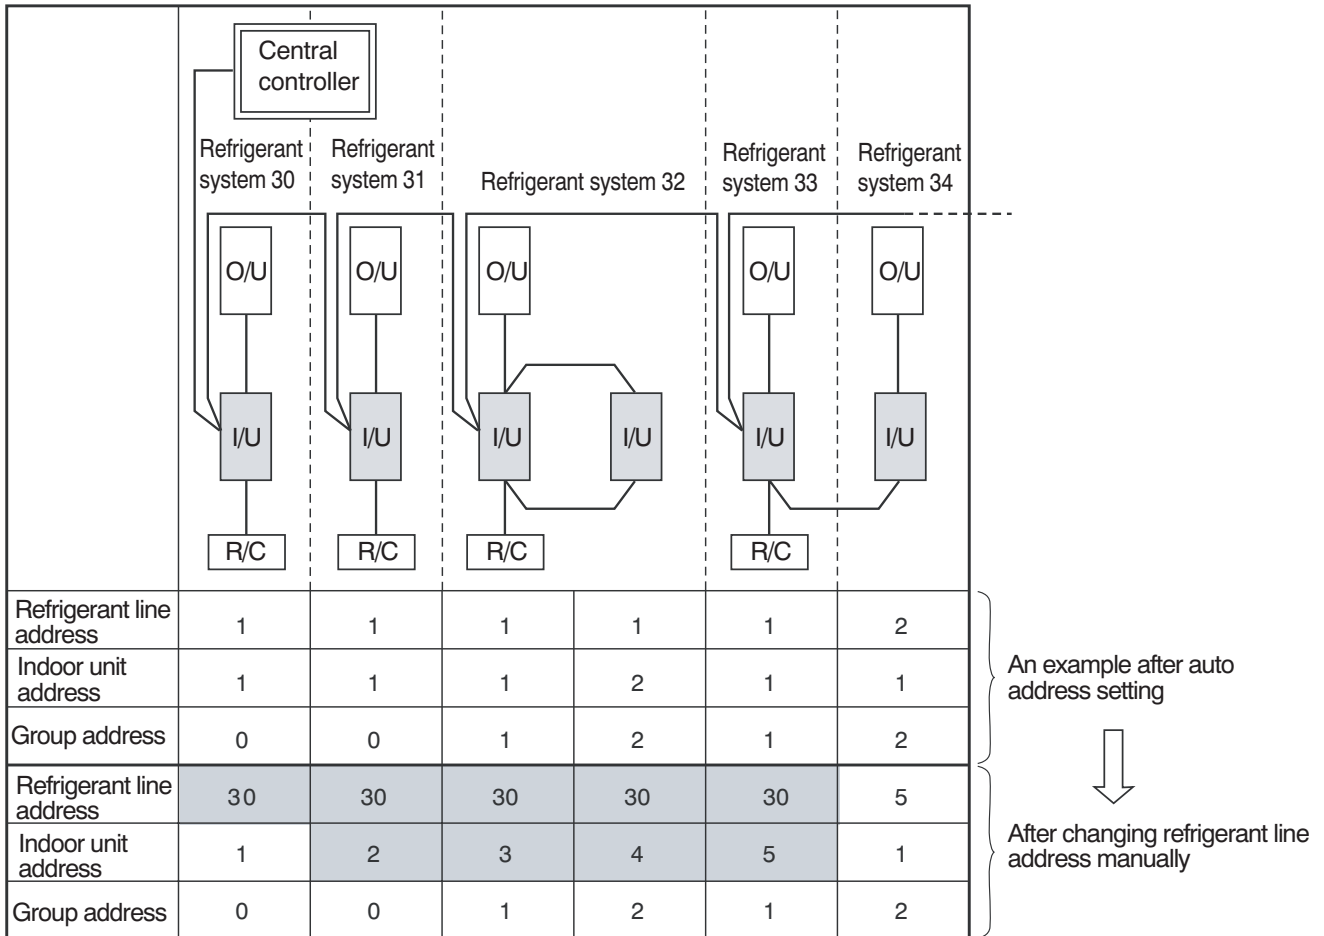 Central
controller
Refrigerant
system 30
Refrigerant
system 31
Refrigerant system 32
Refrigerant
system 33
Refrigerant
system 34
O/U O/U O/U O/U O/U
I/U I/U I/U I/U I/U I/U
R/C R/C R/C R/C
Refrigerant line
address
1 1 1 1 1 2
Indoor unit
address
1 1 1 2 1 1
Group address 0 0 1 2 1 2
An example after auto
address setting
Refrigerant line
address
30 30 30 30 30 5
Indoor unit
address
1 2 3 4 5 1
Group address 0 0 1 2 1 2
After changing refrigerant line
address manually